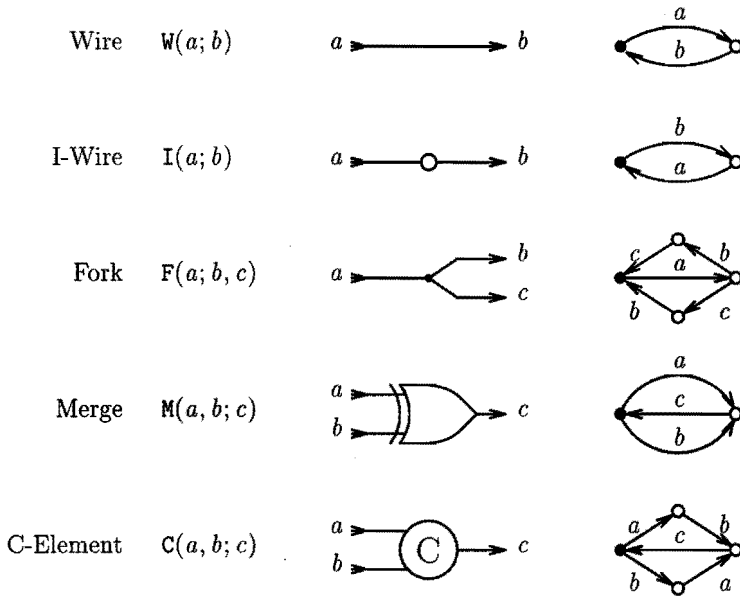 a
Wire W(a; b) a b b
b
I-Wire I(a; b) a b a
b c b
Fork F(a; b, c) a a
c b c
a
a
Merge M(a, b; c) c c
b b
a a b
C-Element C(a, b; c) C c c
b b a